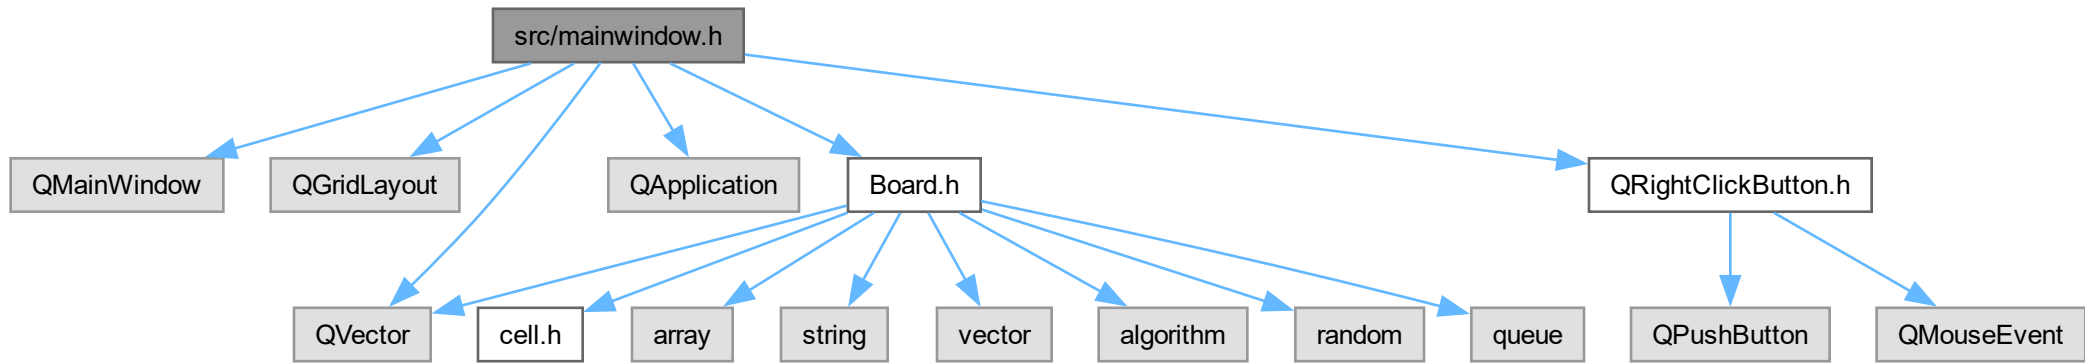 src/mainwindow.h
QMainWindow
QGridLayout
QApplication
Board.h
QRightClickButton.h
QVector
cell.h
array
string
vector
algorithm
random
queue
QPushButton
QMouseEvent